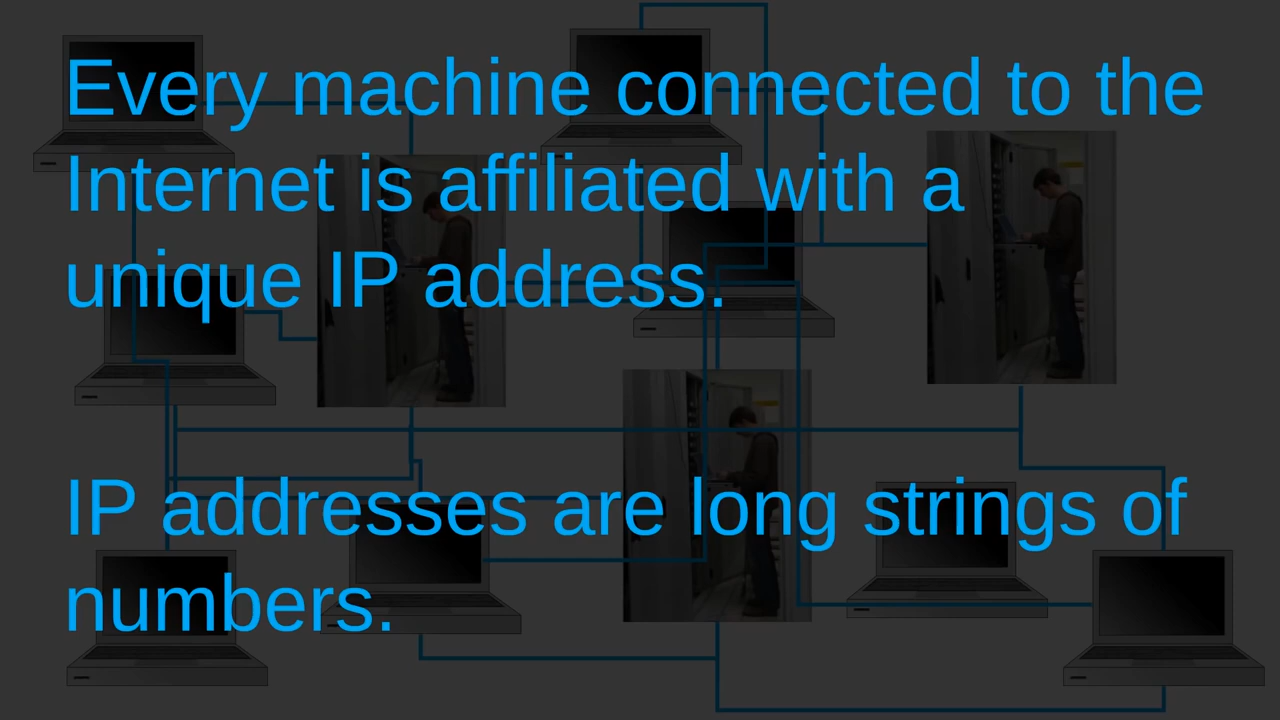 Every machine connected to the
Internet is affiliated with a
unique IP address.
IP addresses are long strings of
numbers.